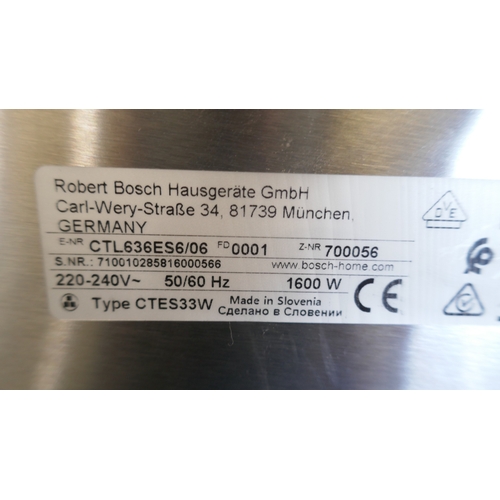 Robert Bosch Hausgeräte GmbH
Carl-Wery-Straße 34, 81739 München,
GERMANY
E-NR CTL636ES6/06 FD 0001 Z-NR 700056
S.NR.: 710010285816000566 www.bosch-home.com
220-240V~ 50/60 Hz 1600 W
Type CTES33W Made in Slovenia
Сделано в Словении
CE